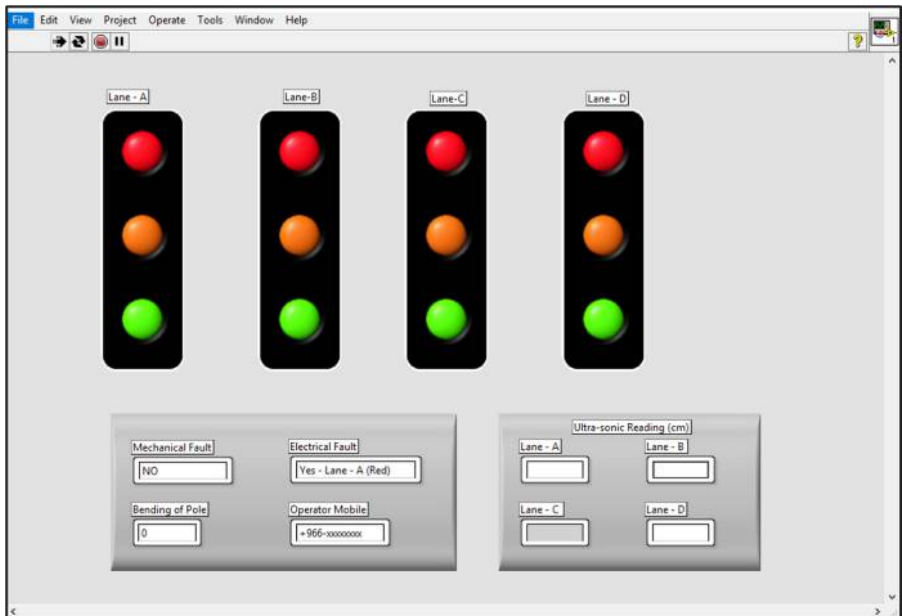 File Edit View Project Operate Tools Window Help
?
1
Lane - A
Lane-B
Lane-C
Lane - D
Mechanical Fault
NO
Electrical Fault
Yes - Lane - A (Red)
Bending of Pole
0
Operator Mobile
+966-xxxxxxxx
Ultra-sonic Reading (cm)
Lane - A
Lane - B
Lane - C
Lane - D